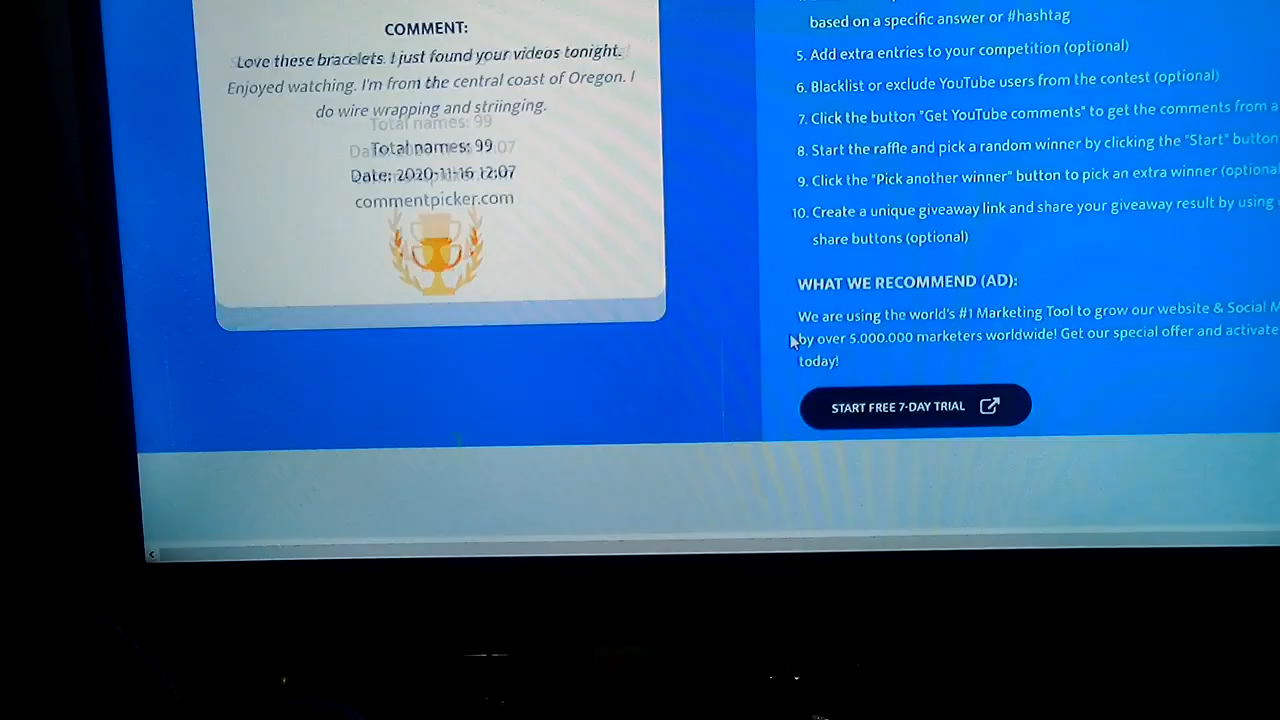 COMMENT:
Love these bracelets. I just found your videos tonight.
Enjoyed watching. I'm from the central coast of Oregon. I
do wire wrapping and striinging.
Total names: 99
Total names: 99
Date: 2020-11-16 12:07
commentpicker.com
based on a specific answer or #hashtag
5. Add extra entries to your competition (optional)
6. Blacklist or exclude YouTube users from the contest (optional)
7. Click the button "Get YouTube comments" to get the comments from a
8. Start the raffle and pick a random winner by clicking the "Start" button
9. Click the "Pick another winner" button to pick an extra winner (optional
10. Create a unique giveaway link and share your giveaway result by using
share buttons (optional)
WHAT WE RECOMMEND (AD):
We are using the world's #1 Marketing Tool to grow our website & Social
by over 5.000.000 marketers worldwide! Get our special offer and activate
today!
START FREE 7-DAY TRIAL